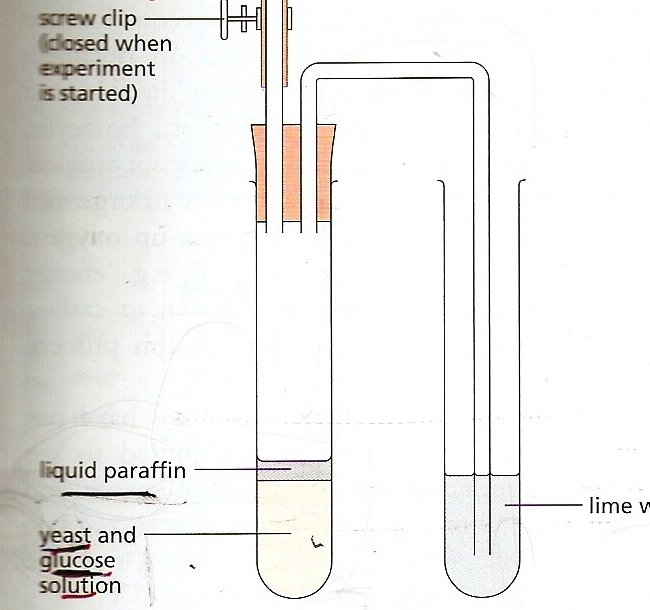 screw clip
(closed when
experiment
is started)
liquid paraffin
yeast and
glucose
solution
lime w